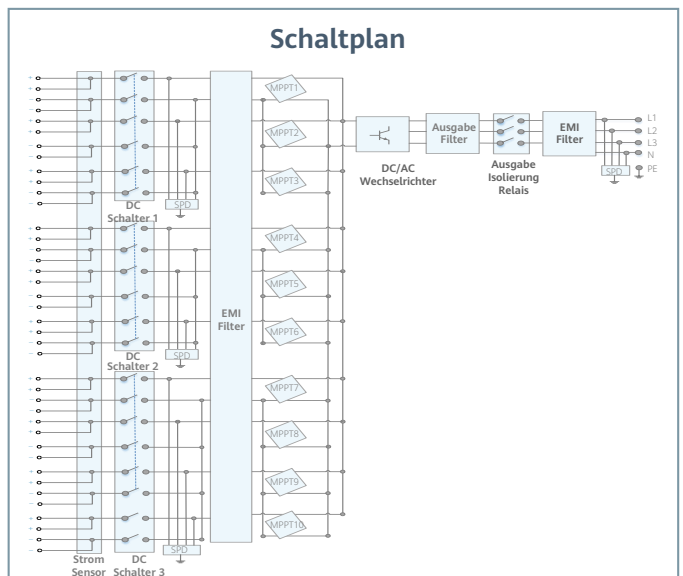 Schaltplan
MPPT1
MPPT2
MPPT3
MPPT4
MPPT5
MPPT6
MPPT7
MPPT8
MPPT9
MPPT10
DC
Schalter 1
SPD
DC
Schalter 2
SPD
Strom
Sensor
DC
Schalter 3
SPD
EMI
Filter
DC/AC
Wechselrichter
Ausgabe
Filter
Ausgabe
Isolierung
Relais
EMI
Filter
SPD
L1
L2
L3
N
PE